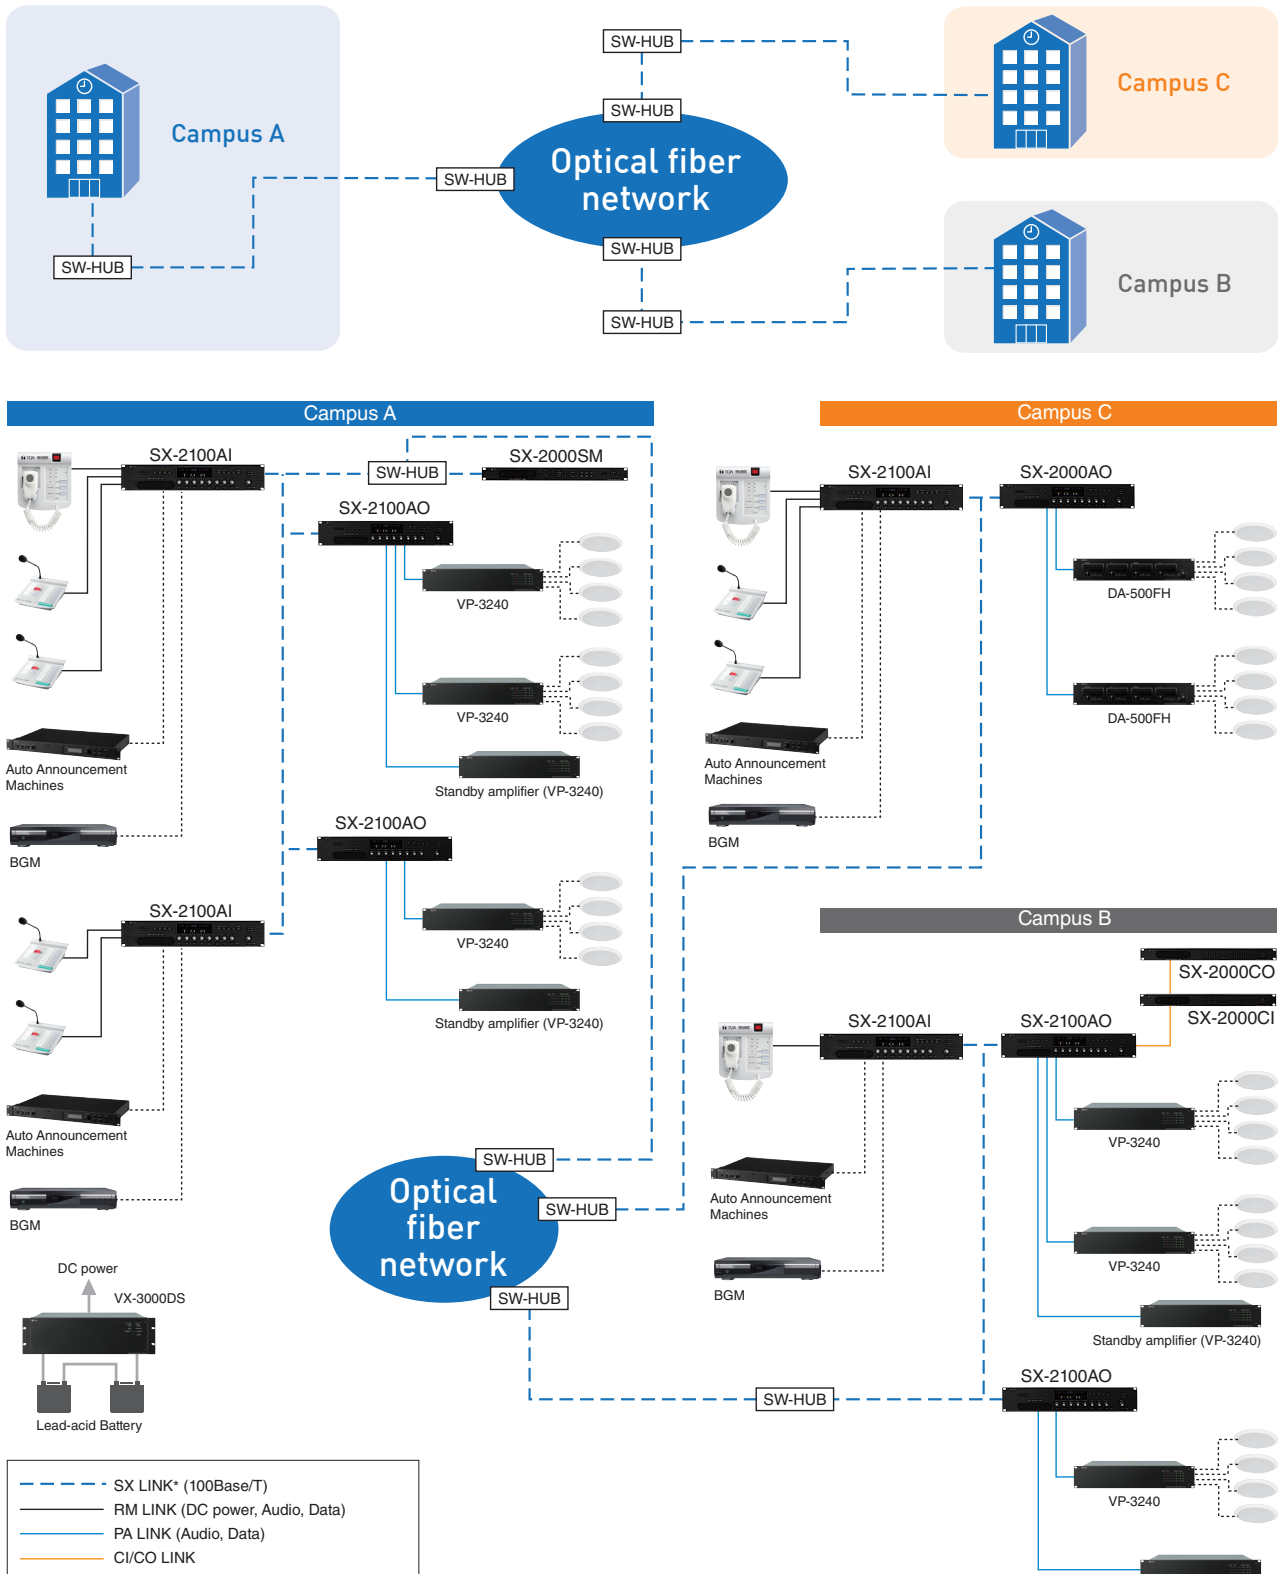 SW-HUB
Campus C
SW-HUB
Campus A
Optical fiber
network
SW-HUB
SW-HUB
SW-HUB
Campus B
SW-HUB
Campus A
SX-2100AI
SW-HUB
SX-2000SM
SX-2100AO
VP-3240
VP-3240
Auto Announcement
Machines
Standby amplifier (VP-3240)
SX-2100AO
BGM
SX-2100AI
VP-3240
Standby amplifier (VP-3240)
Auto Announcement
Machines
BGM
Campus C
SX-2100AI
SX-2000AO
DA-500FH
DA-500FH
Auto Announcement
Machines
BGM
Campus B
SX-2000CO
SX-2000CI
SX-2100AI
SX-2100AO
VP-3240
Auto Announcement
Machines
VP-3240
BGM
Standby amplifier (VP-3240)
SX-2100AO
VP-3240
SW-HUB
Optical
fiber
network
SW-HUB
SW-HUB
SW-HUB
DC power
VX-3000DS
Lead-acid Battery
SX LINK* (100Base/T)
RM LINK (DC power, Audio, Data)
PA LINK (Audio, Data)
CI/CO LINK